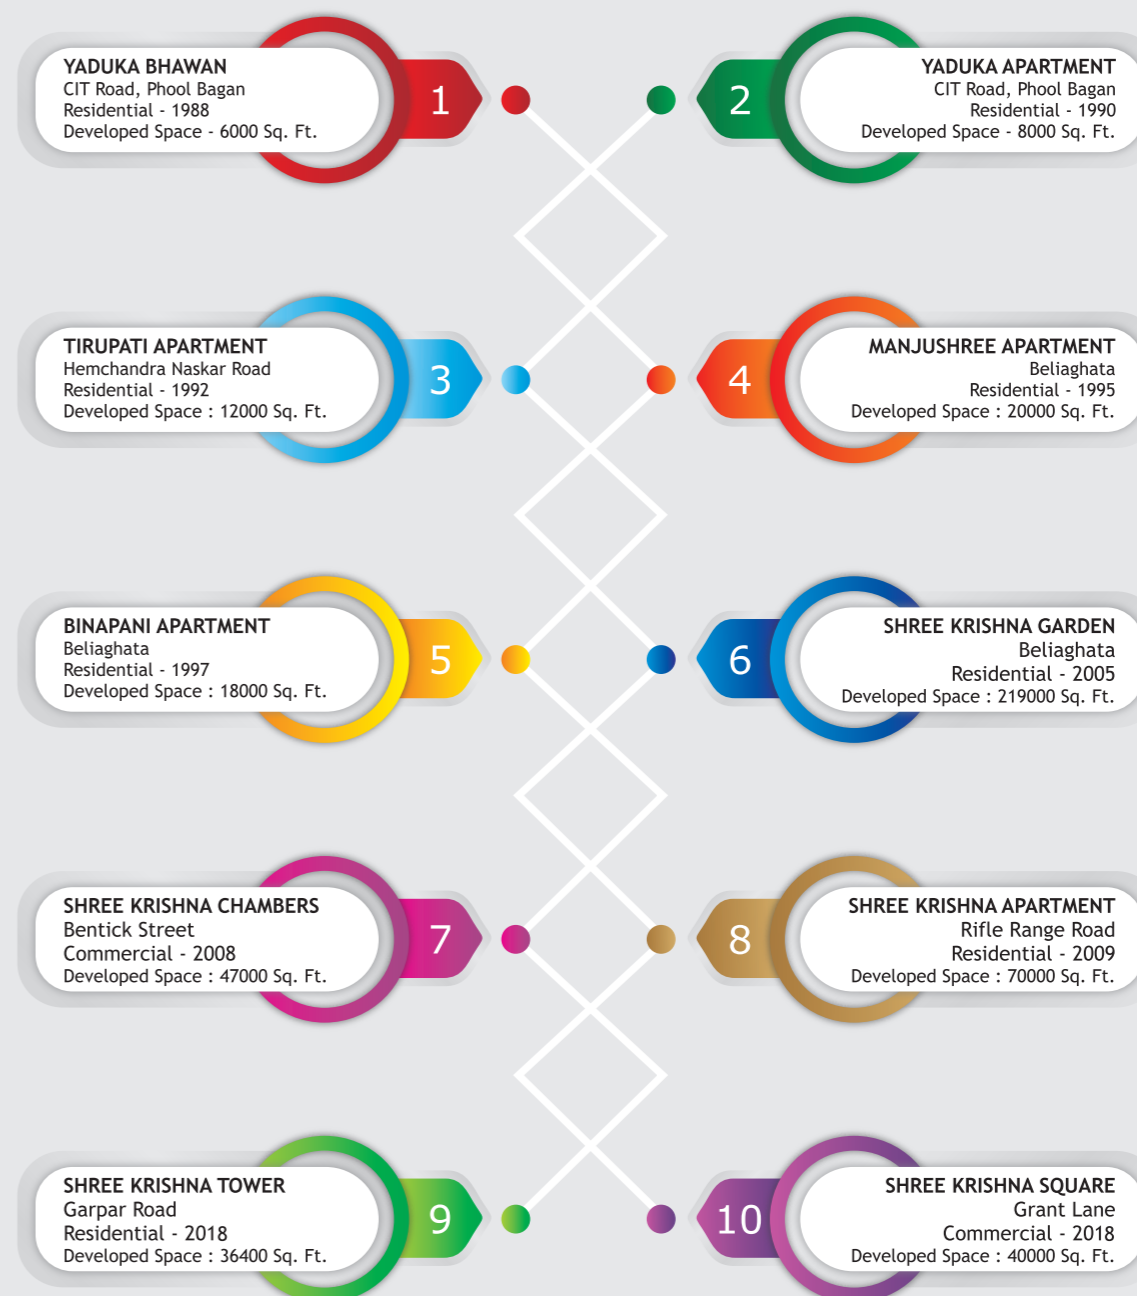 YADUKA BHAWAN
CIT Road, Phool Bagan
Residential - 1988
Developed Space - 6000 Sq. Ft.
1
2
YADUKA APARTMENT
CIT Road, Phool Bagan
Residential - 1990
Developed Space - 8000 Sq. Ft.
TIRUPATI APARTMENT
Hemchandra Naskar Road
Residential - 1992
Developed Space : 12000 Sq. Ft.
3
4
MANJUSHREE APARTMENT
Beliaghata
Residential - 1995
Developed Space : 20000 Sq. Ft.
BINAPANI APARTMENT
Beliaghata
Residential - 1997
Developed Space : 18000 Sq. Ft.
5
6
SHREE KRISHNA GARDEN
Beliaghata
Residential - 2005
Developed Space : 219000 Sq. Ft.
SHREE KRISHNA CHAMBERS
Bentick Street
Commercial - 2008
Developed Space : 47000 Sq. Ft.
7
8
SHREE KRISHNA APARTMENT
Rifle Range Road
Residential - 2009
Developed Space : 70000 Sq. Ft.
SHREE KRISHNA TOWER
Garpar Road
Residential - 2018
Developed Space : 36400 Sq. Ft.
9
10
SHREE KRISHNA SQUARE
Grant Lane
Commercial - 2018
Developed Space : 40000 Sq. Ft.